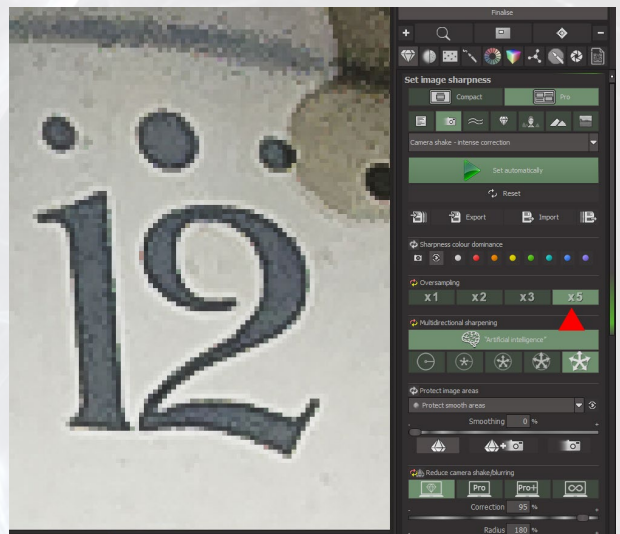 12
Finalise
Set image sharpness
Compact
Pro
Camera shake - intense correction
Set automatically
Reset
Export
Import
Sharpness colour dominance
Oversampling
x1 x2 x3 x5
Multidirectional sharpening
"Artificial intelligence"
Protect image areas
Protect smooth areas
Smoothing 0 %
Reduce camera shake/blurring
Pro Pro+
Correction 95 %
Radius 180 %